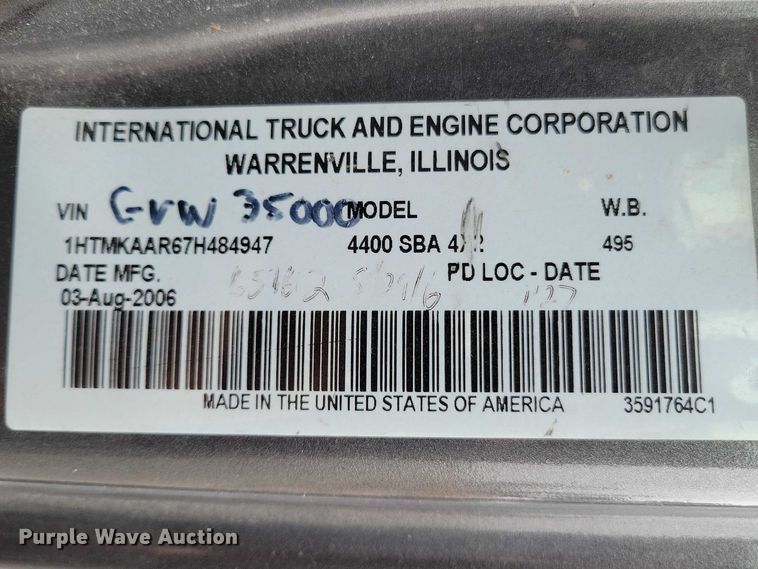 INTERNATIONAL TRUCK AND ENGINE CORPORATION
WARRENVILLE, ILLINOIS
VIN GVW 35000 MODEL W.B.
1HTMKAAR67H484947 4400 SBA 4X2 495
DATE MFG. PD LOC - DATE
03-Aug-2006
MADE IN THE UNITED STATES OF AMERICA 3591764C1
Purple Wave Auction